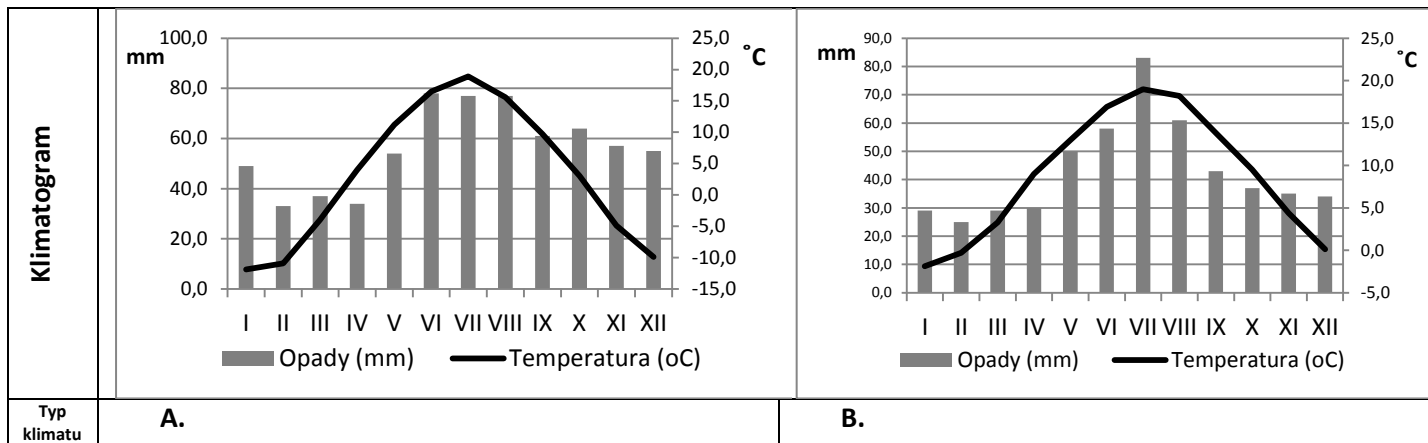 Klimatogram
mm
˚C
100,0
80,0
60,0
40,0
20,0
0,0
25,0
20,0
15,0
10,0
5,0
0,0
-5,0
-10,0
-15,0
I II III IV V VI VII VIII IX X XI XII
Opady (mm) Temperatura (oC)
mm
˚C
90,0
80,0
70,0
60,0
50,0
40,0
30,0
20,0
10,0
0,0
25,0
20,0
15,0
10,0
5,0
0,0
-5,0
I II III IV V VI VII VIII IX X XI XII
Opady (mm) Temperatura (oC)
Typ
klimatu
A.
B.